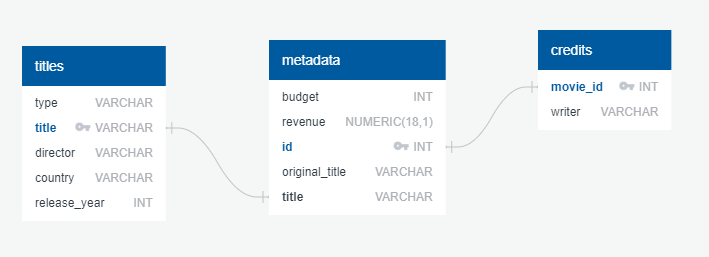 titles
type VARCHAR
title VARCHAR
director VARCHAR
country VARCHAR
release_year INT
metadata
budget INT
revenue NUMERIC(18,1)
id INT
original_title VARCHAR
title VARCHAR
credits
movie_id INT
writer VARCHAR